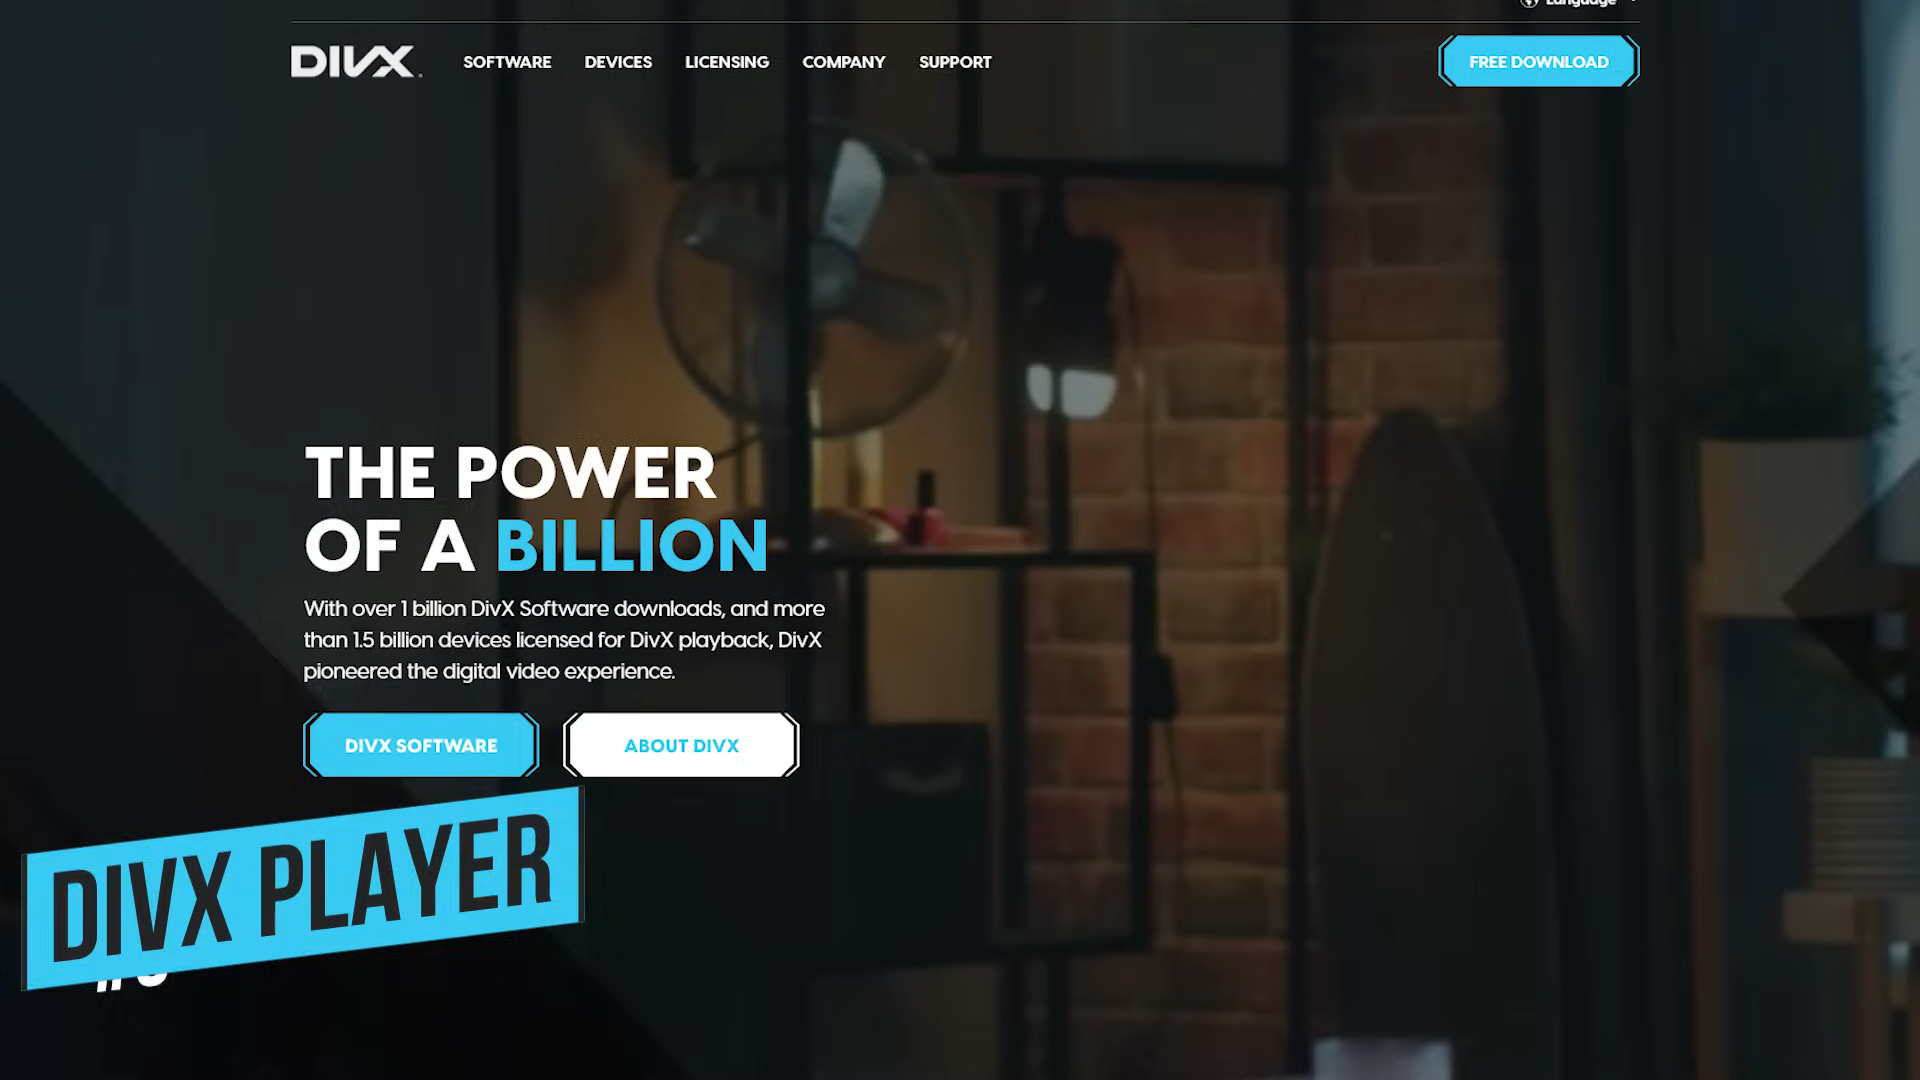 Language
DIVX
SOFTWARE DEVICES LICENSING COMPANY SUPPORT
FREE DOWNLOAD
THE POWER
OF A BILLION
With over 1 billion DivX Software downloads, and more
than 1.5 billion devices licensed for DivX playback, DivX
pioneered the digital video experience.
DIVX SOFTWARE
ABOUT DIVX
DIVX PLAYER